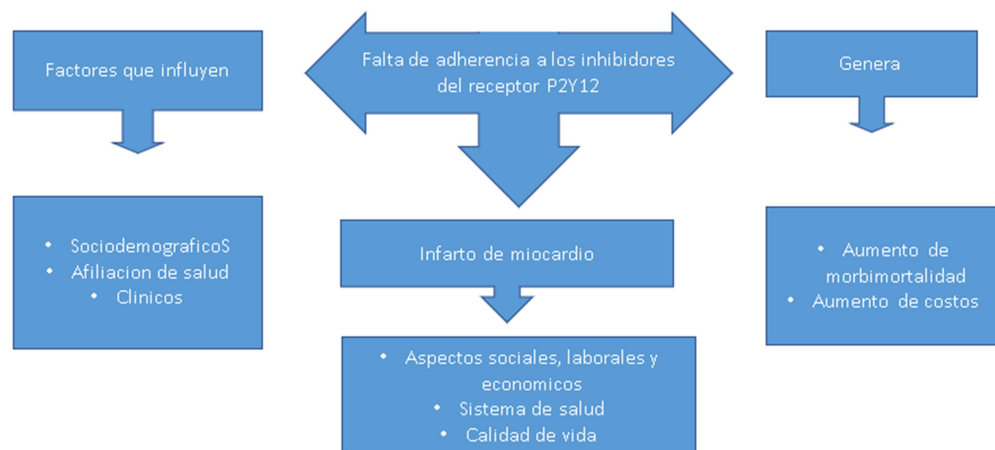 Factores que influyen
Falta de adherencia a los inhibidores
del receptor P2Y12
Genera
• SociodemograficoS
• Afiliacion de salud
• Clinicos
Infarto de miocardio
• Aumento de
morbimortalidad
• Aumento de costos
• Aspectos sociales, laborales y
economicos
• Sistema de salud
• Calidad de vida